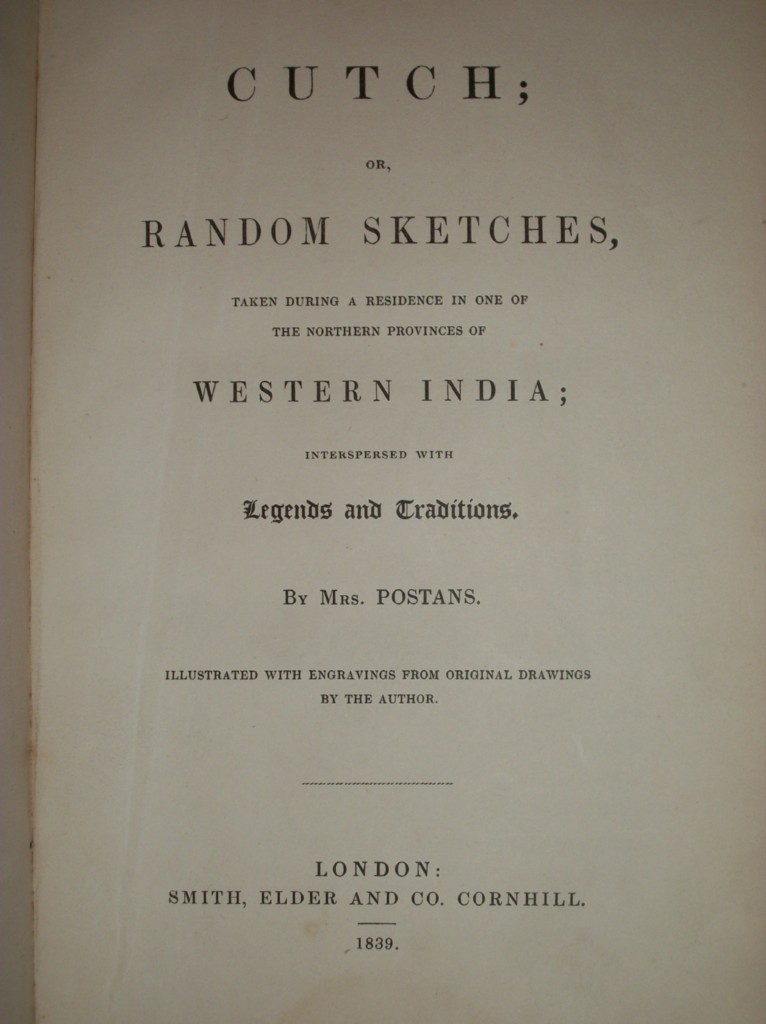 CUTCH;
OR,
RANDOM SKETCHES,
TAKEN DURING A RESIDENCE IN ONE OF
THE NORTHERN PROVINCES OF
WESTERN INDIA;
INTERSPERSED WITH
Legends and Traditions.
By Mrs. POSTANS.
ILLUSTRATED WITH ENGRAVINGS FROM ORIGINAL DRAWINGS
BY THE AUTHOR.
LONDON:
SMITH, ELDER AND CO. CORNHILL.
1839.